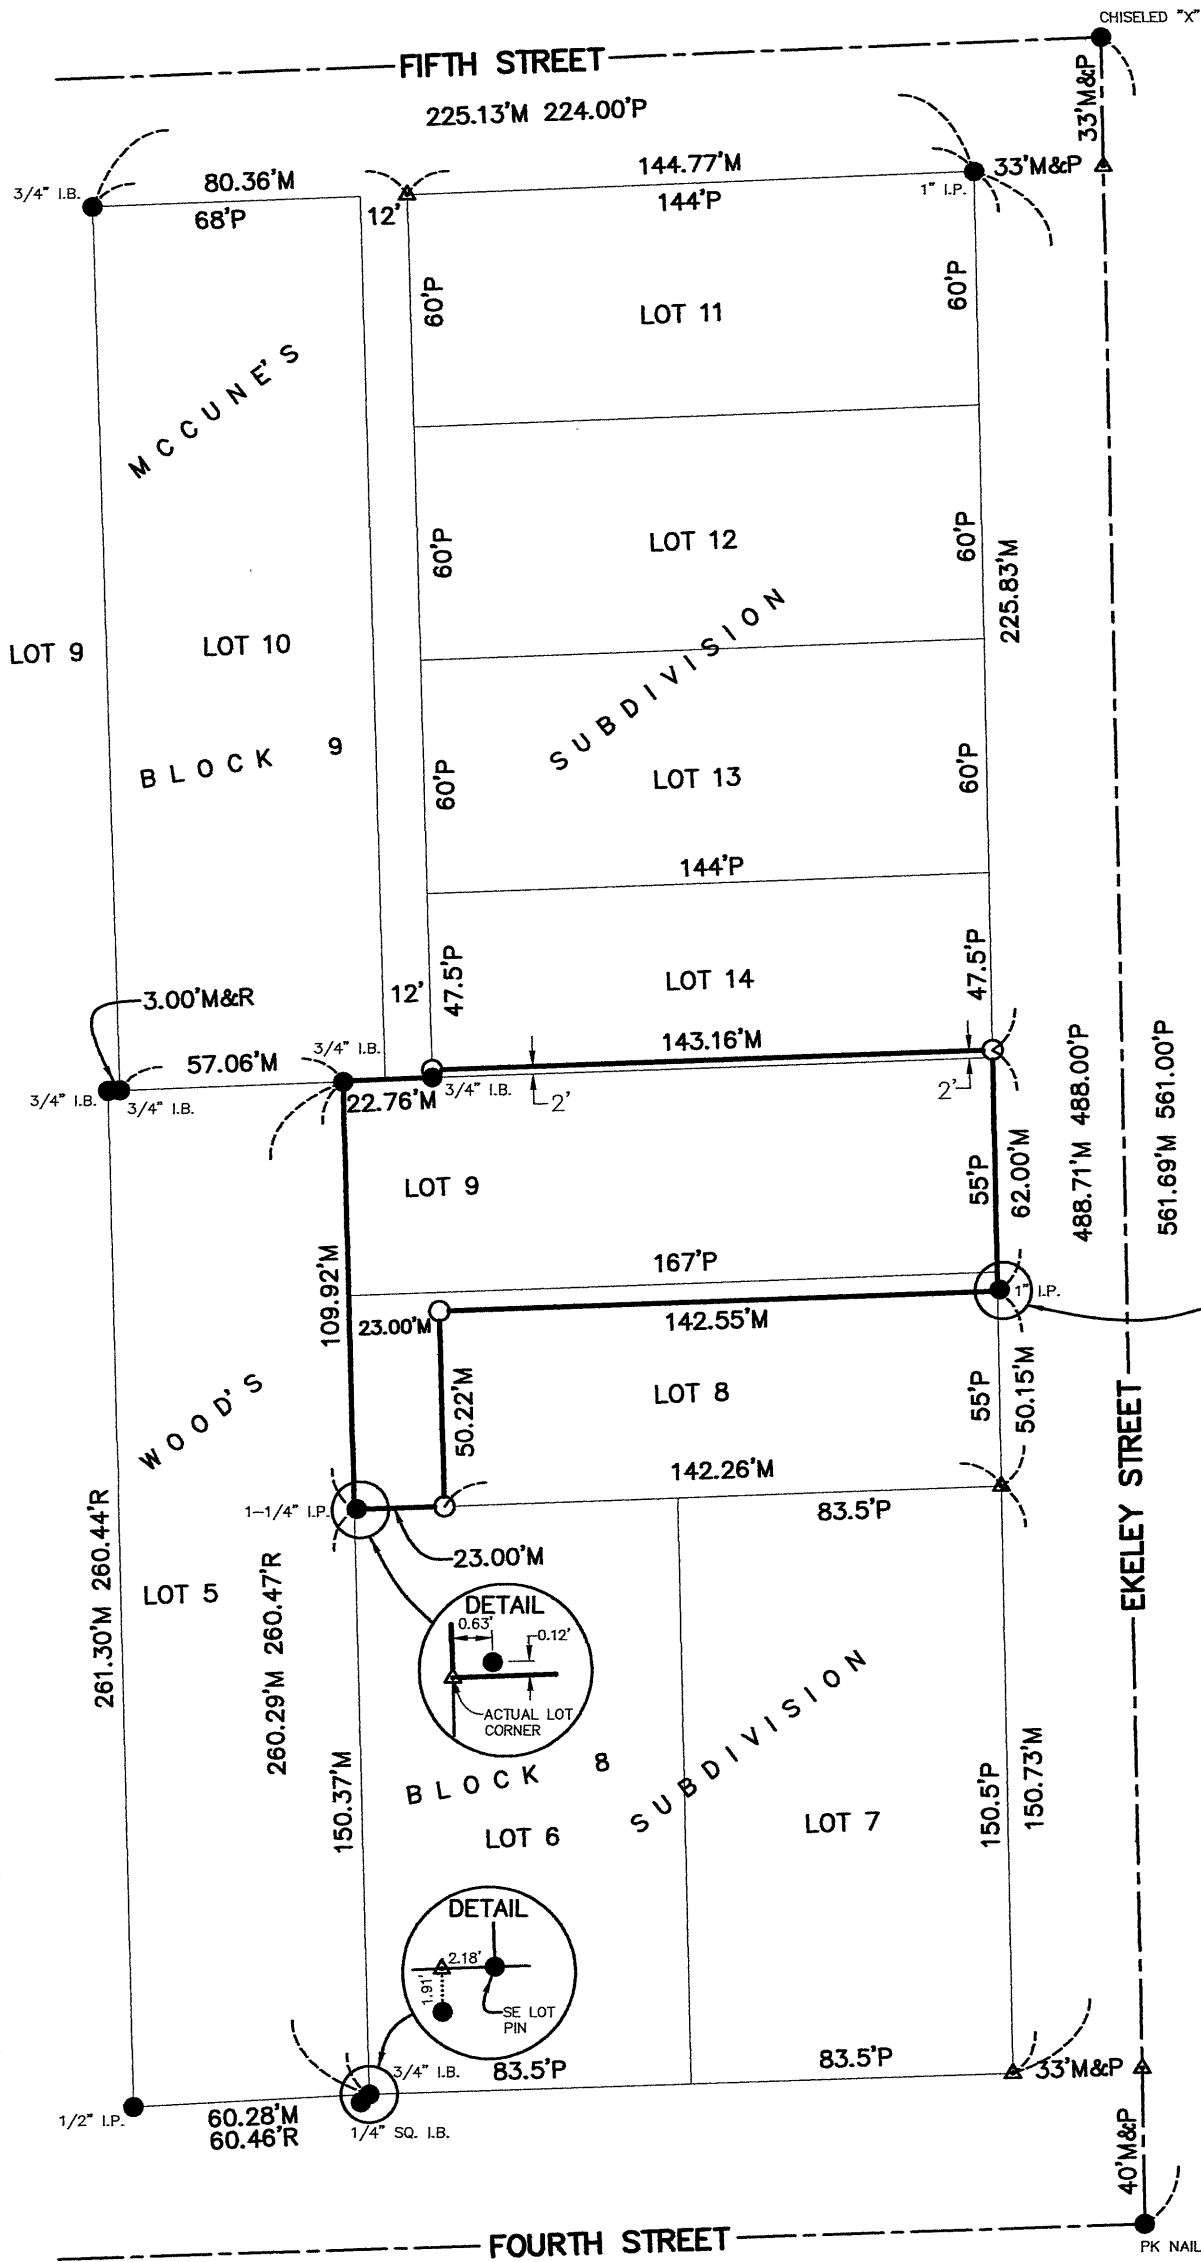 CHISELED "X"
FIFTH STREET
33'M&P
225.13'M 224.00'P
144.77'M
33'M&P
80.36'M
3/4" I.B.
1" I.P.
68'P
12'
144'P
60'P
60'P
LOT 11
MCCUNE'S
60'P
60'P
LOT 12
225.83'M
SUBDIVISION
LOT 9
LOT 10
BLOCK 9
60'P
60'P
LOT 13
144'P
47.5'P
47.5'P
12'
LOT 14
3.00'M&R
143.16'M
3/4" I.B.
57.06'M
3/4" I.B.
3/4" I.B.
3/4" I.B.
22.76'M
2'
2'
488.71'M 488.00'P
561.69'M 561.00'P
55'P
62.00'M
LOT 9
167'P
109.92'M
1" I.P.
23.00'M
142.55'M
WOOD'S
50.22'M
LOT 8
55'P
50.15'M
EKELEY STREET
142.26'M
83.5'P
1-1/4" I.P.
23.00'M
261.30'M 260.44'R
LOT 5
260.29'M 260.47'R
DETAIL
0.63'
0.12'
ACTUAL LOT
CORNER
150.37'M
BLOCK 8
SUBDIVISION
150.5'P
150.73'M
LOT 7
LOT 6
DETAIL
2.18'
1.91'
SE LOT
PIN
3/4" I.B.
83.5'P
83.5'P
33'M&P
1/2" I.P.
60.28'M
60.46'R
1/4" SQ. I.B.
40'M&P
FOURTH STREET
PK NAIL